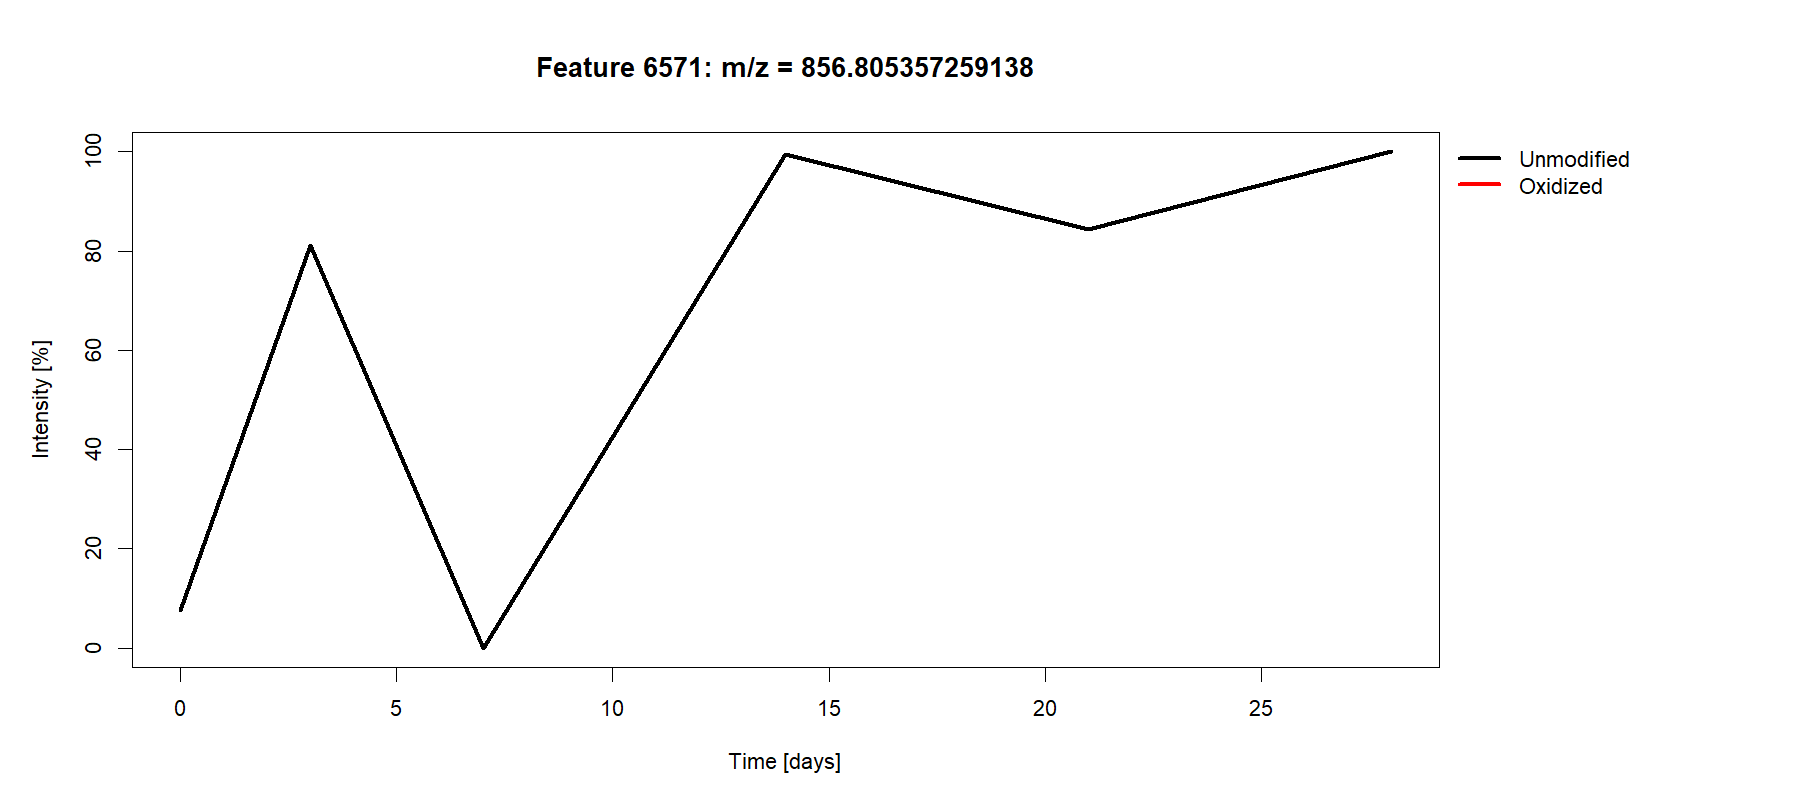 Feature 6571: m/z = 856.805357259138
Unmodified
Oxidized
Intensity [%]
100
80
60
40
20
0
0 5 10 15 20 25
Time [days]